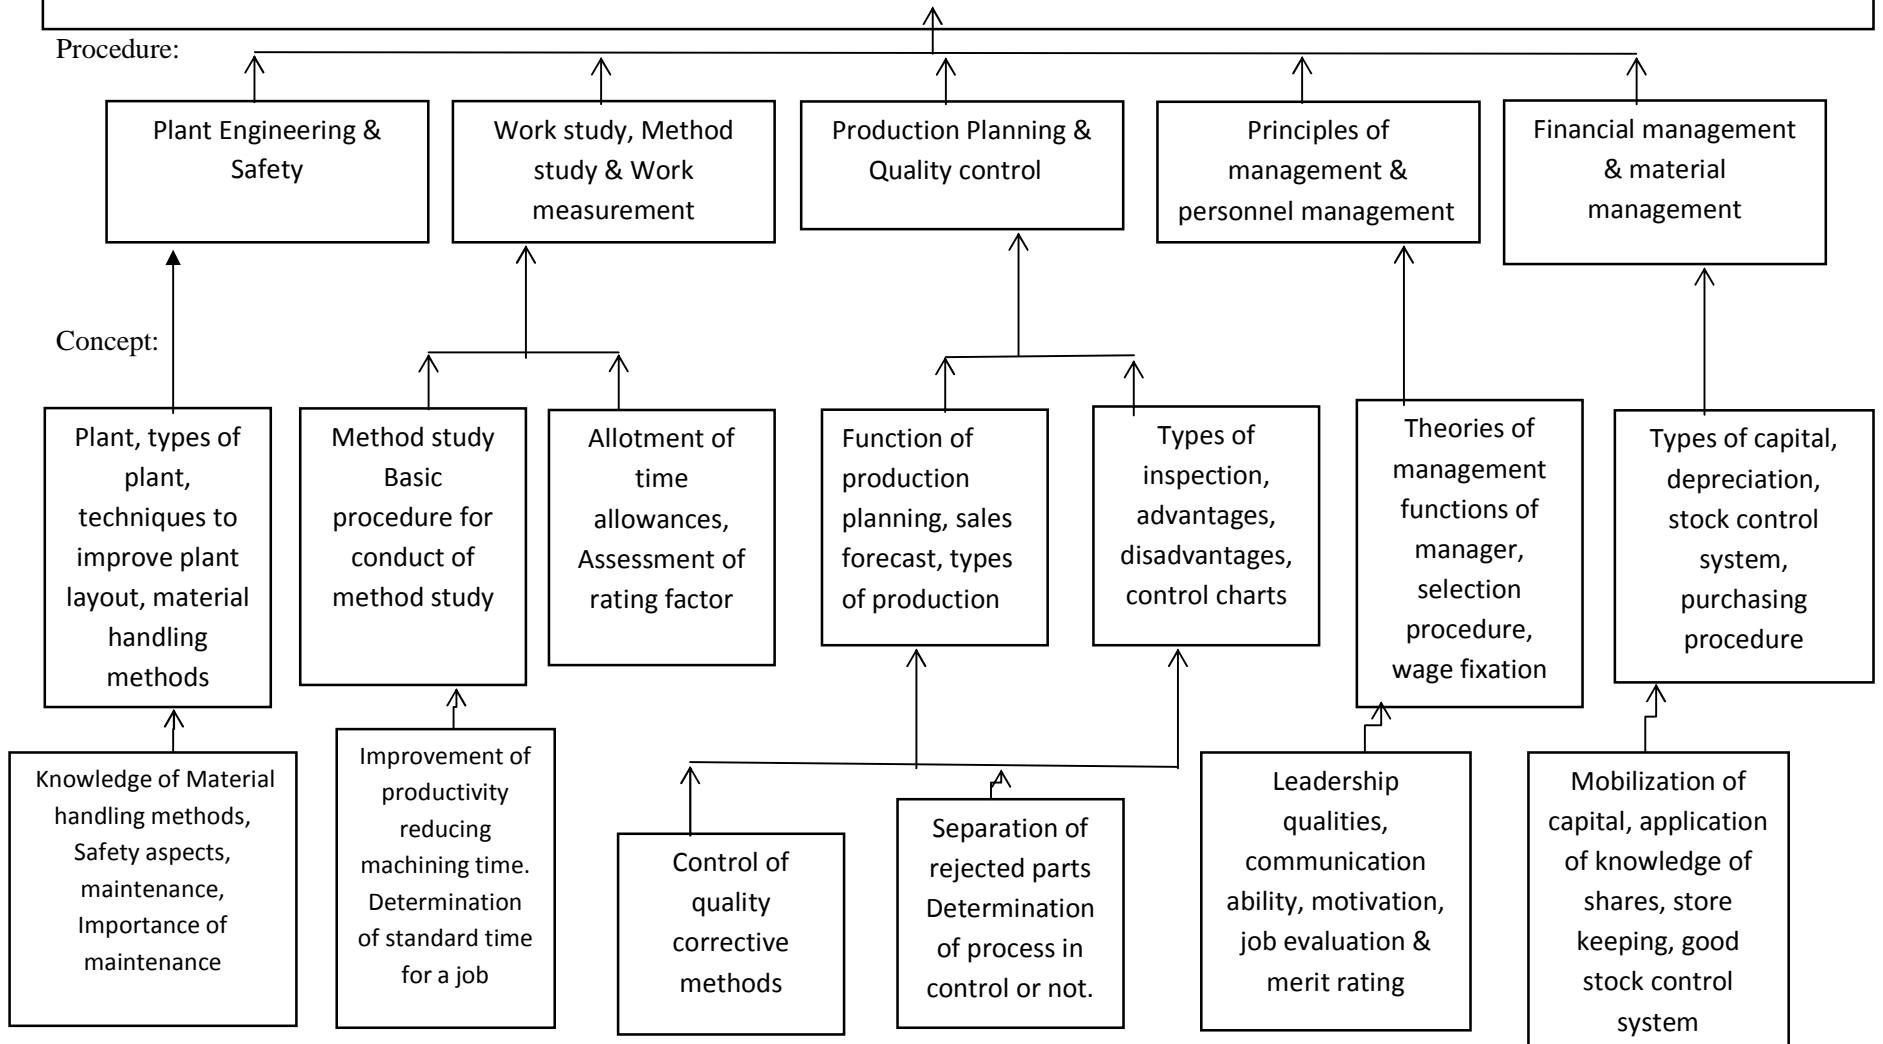 Procedure:
Plant Engineering &
Safety
Work study, Method
study & Work
measurement
Production Planning &
Quality control
Principles of
management &
personnel management
Financial management
& material
management
Concept:
Plant, types of
plant,
techniques to
improve plant
layout, material
handling
methods
Method study
Basic
procedure for
conduct of
method study
Allotment of
time
allowances,
Assessment of
rating factor
Function of
production
planning, sales
forecast, types
of production
Types of
inspection,
advantages,
disadvantages,
control charts
Theories of
management
functions of
manager,
selection
procedure,
wage fixation
Types of capital,
depreciation,
stock control
system,
purchasing
procedure
Knowledge of Material
handling methods,
Safety aspects,
maintenance,
Importance of
maintenance
Improvement of
productivity
reducing
machining time.
Determination
of standard time
for a job
Control of
quality
corrective
methods
Separation of
rejected parts
Determination
of process in
control or not.
Leadership
qualities,
communication
ability, motivation,
job evaluation &
merit rating
Mobilization of
capital, application
of knowledge of
shares, store
keeping, good
stock control
system